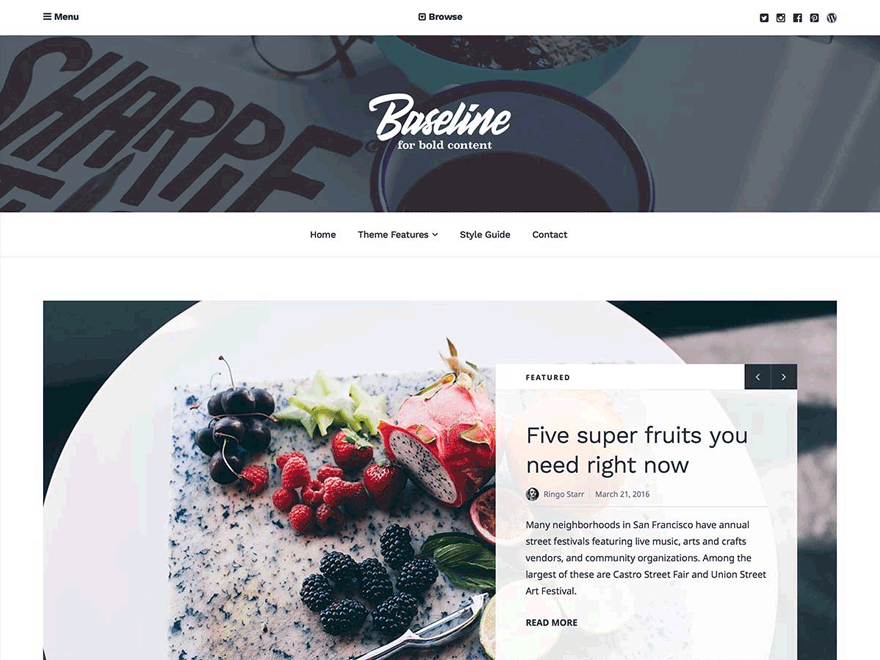 Menu
Browse
SHARPIE
Baseline
for bold content
Home
Theme Features
Style Guide
Contact
FEATURED
Five super fruits you
need right now
Ringo Starr
March 21, 2016
Many neighborhoods in San Francisco have annual
street festivals featuring live music, arts and crafts
vendors, and community organizations. Among the
largest of these are Castro Street Fair and Union Street
Art Festival.
READ MORE